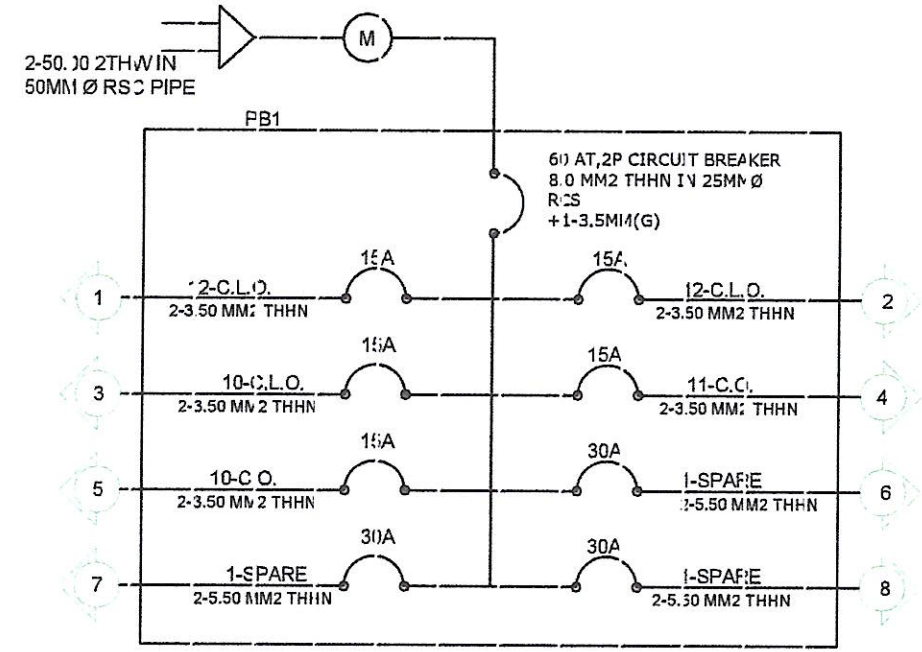 M
2-50.00 2THW IN
50MM Ø RSC PIPE
PB1
60 AT,2P CIRCUIT BREAKER
8.0 MM2 THHN IN 25MM Ø
RCS
+1-3.5MM(G)
1
12-C.L.O.
2-3.50 MM2 THHN
15A
15A
12-C.L.O.
2-3.50 MM2 THHN
2
3
10-C.L.O.
2-3.50 MM2 THHN
15A
15A
11-C.O.
2-3.50 MM2 THHN
4
5
10-C.O.
2-3.50 MM2 THHN
15A
30A
1-SPARE
2-5.50 MM2 THHN
6
7
1-SPARE
2-5.50 MM2 THHN
30A
30A
1-SPARE
2-5.50 MM2 THHN
8